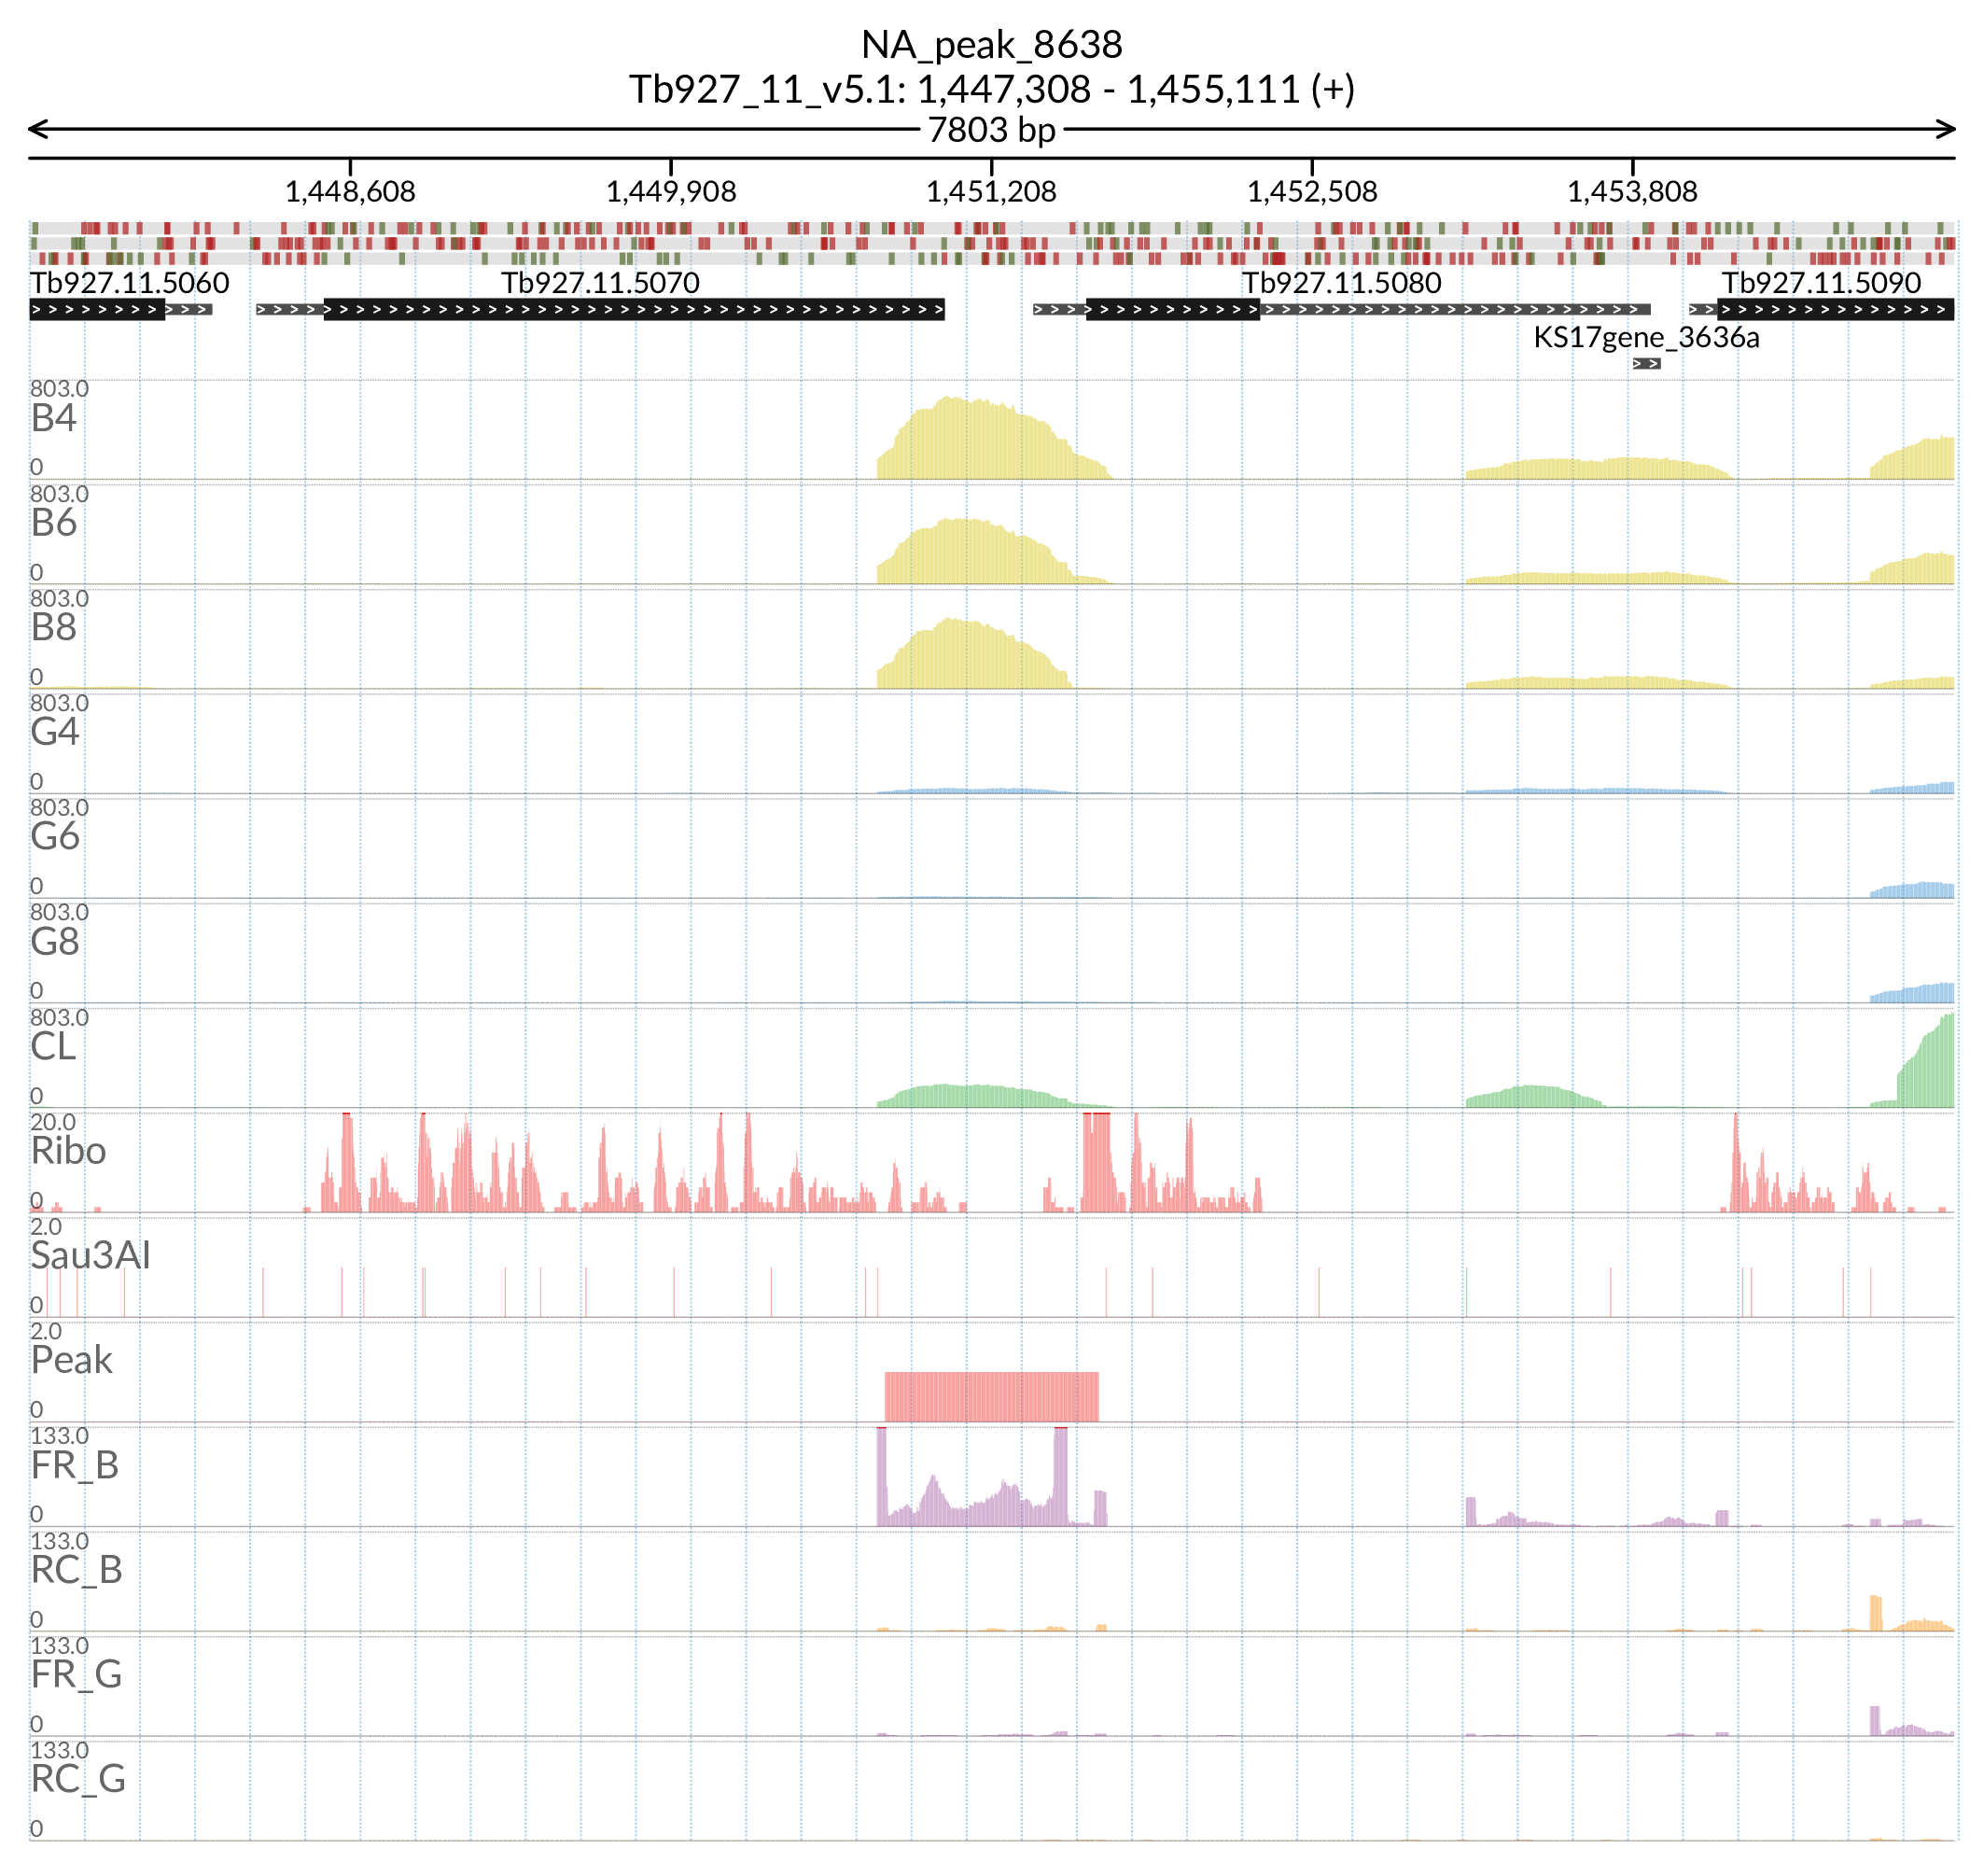 NA_peak_8638
Tb927_11_v5.1: 1,447,308 - 1,455,111 (+)
7803 bp
1,448,608 1,449,908 1,451,208 1,452,508 1,453,808
Tb927.11.5060 Tb927.11.5070 Tb927.11.5080 Tb927.11.5090
KS17gene_3636a
803.0
B4
0
803.0
B6
0
803.0
B8
0
803.0
G4
0
803.0
G6
0
803.0
G8
0
803.0
CL
0
20.0
Ribo
0
2.0
Sau3AI
0
2.0
Peak
0
133.0
FR_B
0
133.0
RC_B
0
133.0
FR_G
0
133.0
RC_G
0